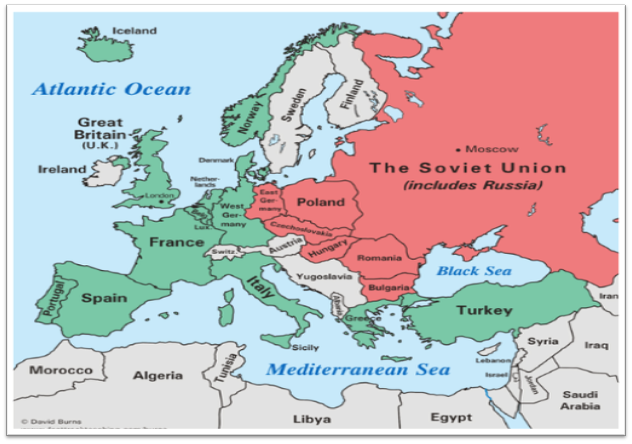 Iceland
Atlantic Ocean
Norway
Sweden
Finland
Great
Britain
(U.K.)
Ireland
London
Denmark
Nether-
lands
Moscow
The Soviet Union
(includes Russia)
East
Ger-
many
Poland
West
Ger-
many
Lux.
Czechoslovakia
France
Switz.
Austria
Hungary
Romania
Yugoslavia
Bulgaria
Black Sea
Italy
Albania
Portugal
Spain
Greece
Turkey
Iran
Sicily
Syria
Iraq
Lebanon
Israel
Jordan
Morocco
Algeria
Tunisia
Mediterranean Sea
Saudi
Arabia
Libya
Egypt
© David Burns